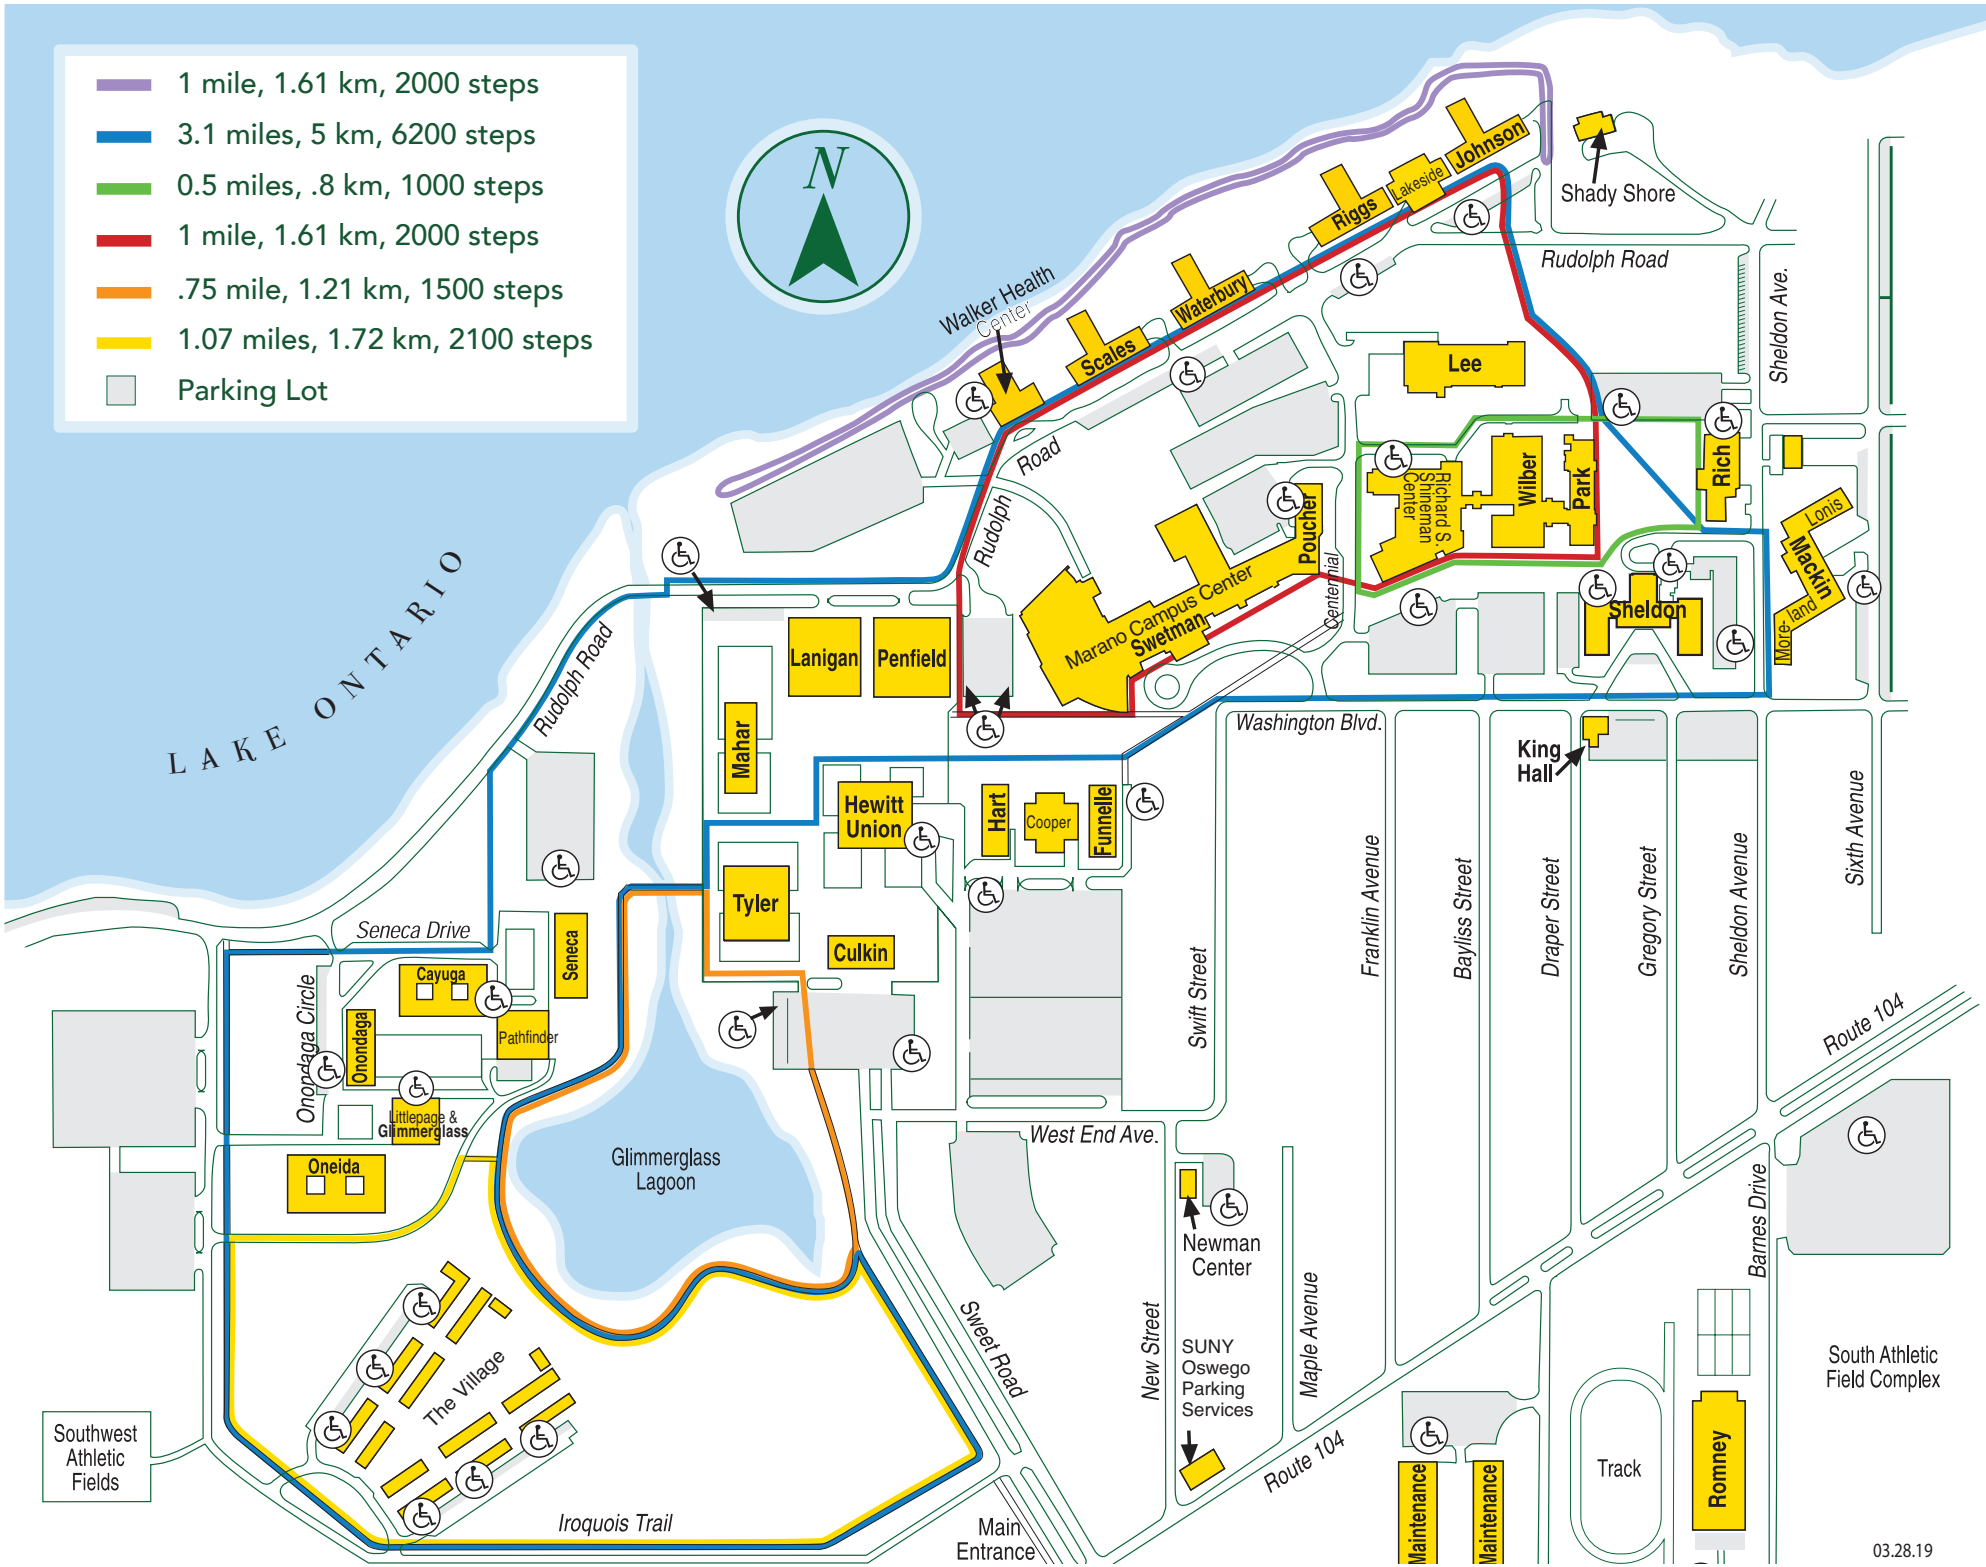 1 mile, 1.61 km, 2000 steps
3.1 miles, 5 km, 6200 steps
0.5 miles, .8 km, 1000 steps
1 mile, 1.61 km, 2000 steps
.75 mile, 1.21 km, 1500 steps
1.07 miles, 1.72 km, 2100 steps
Parking Lot
N
LAKE ONTARIO
Johnson
Lakeside
Riggs
Shady Shore
Rudolph Road
Sheldon Ave.
Walker Health
Center
Waterbury
Scales
Lee
Road
Rudolph
Poucher
Richard S.
Shineman
Center
Wilber
Park
Rich
Lonis
Mackin
More-
land
Centennial
Marano Campus Center
Swetman
Sheldon
Rudolph Road
Lanigan
Penfield
Mahar
Washington Blvd.
King
Hall
Hewitt
Union
Hart
Cooper
Funnelle
Tyler
Culkin
Seneca Drive
Seneca
Cayuga
Onondaga Circle
Onondaga
Pathfinder
Littlepage &
Glimmerglass
Oneida
Glimmerglass
Lagoon
Swift Street
Franklin Avenue
Bayliss Street
Draper Street
Gregory Street
Sheldon Avenue
Sixth Avenue
Route 104
West End Ave.
Newman
Center
Barnes Drive
Sweet Road
New Street
Maple Avenue
SUNY
Oswego
Parking
Services
Route 104
The Village
Southwest
Athletic
Fields
Iroquois Trail
Main
Entrance
Maintenance
Maintenance
Track
Romney
South Athletic
Field Complex
03.28.19